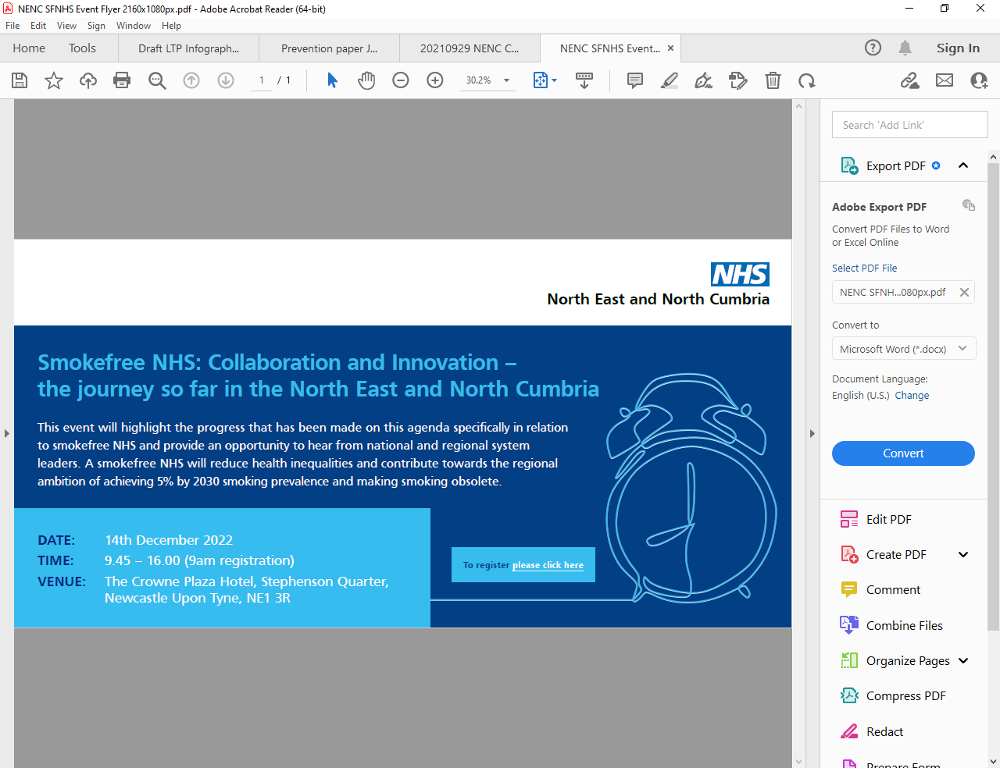 NENC SFNHS Event Flyer 2160x1080px.pdf - Adobe Acrobat Reader (64-bit)
File Edit View Sign Window Help
Home Tools Draft LTP Infograph... Prevention paper J... 20210929 NENC C... NENC SFNHS Event... Sign In
1 / 1 30.2%
Search 'Add Link'
Export PDF
Adobe Export PDF
Convert PDF Files to Word
or Excel Online
Select PDF File
NENC SFNH...080px.pdf
Convert to
Microsoft Word (*.docx)
Document Language:
English (U.S.) Change
Convert
Edit PDF
Create PDF
Comment
Combine Files
Organize Pages
Compress PDF
Redact
Prepare Form
NHS
North East and North Cumbria
Smokefree NHS: Collaboration and Innovation –
the journey so far in the North East and North Cumbria
This event will highlight the progress that has been made on this agenda specifically in relation
to smokefree NHS and provide an opportunity to hear from national and regional system
leaders. A smokefree NHS will reduce health inequalities and contribute towards the regional
ambition of achieving 5% by 2030 smoking prevalence and making smoking obsolete.
DATE: 14th December 2022
TIME: 9.45 – 16.00 (9am registration)
VENUE: The Crowne Plaza Hotel, Stephenson Quarter,
Newcastle Upon Tyne, NE1 3R
To register please click here